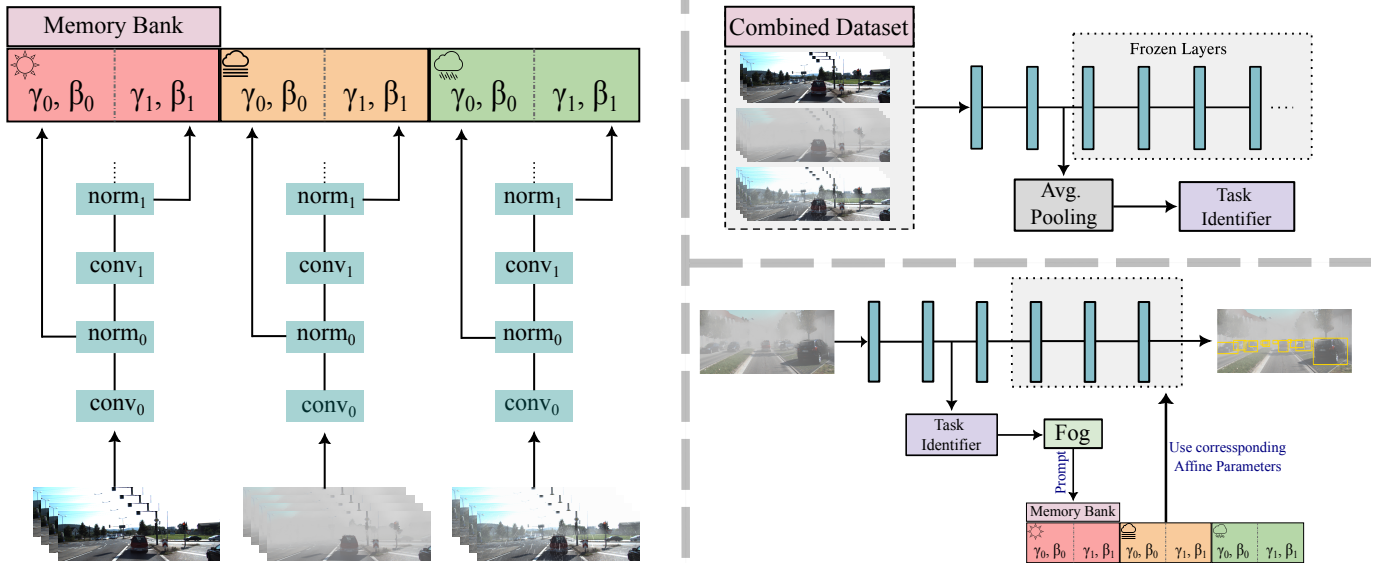 Memory Bank
γ₀, β₀ γ₁, β₁ γ₀, β₀ γ₁, β₁ γ₀, β₀ γ₁, β₁
norm₁ norm₁ norm₁
conv₁ conv₁ conv₁
norm₀ norm₀ norm₀
conv₀ conv₀ conv₀
Combined Dataset
Frozen Layers
Avg.
Pooling
Task
Identifier
Task
Identifier
Fog
Prompt
Use corressponding
Affine Parameters
Memory Bank
γ₀, β₀ γ₁, β₁ γ₀, β₀ γ₁, β₁ γ₀, β₀ γ₁, β₁